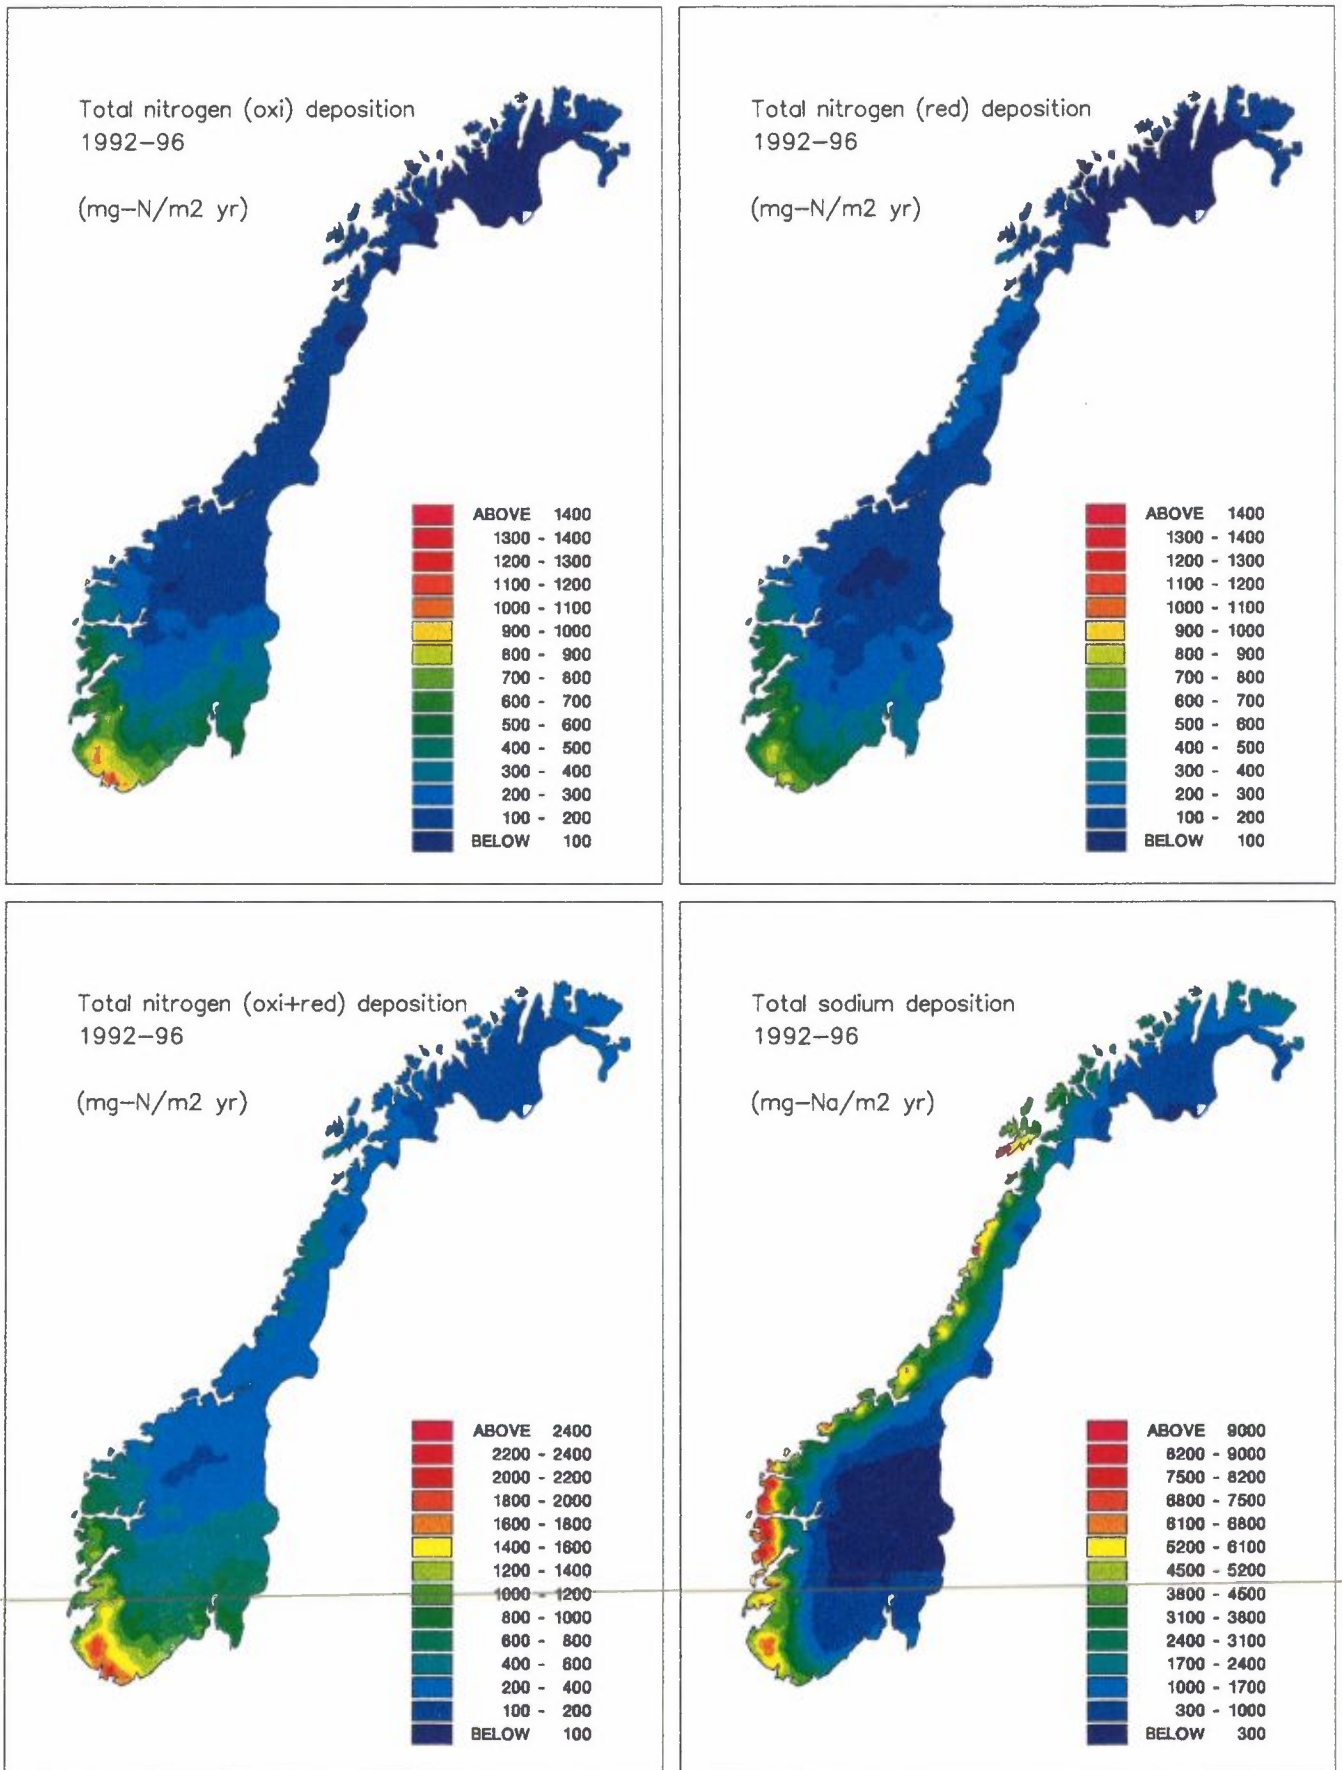 Total nitrogen (oxi) deposition
1992–96
(mg–N/m2 yr)
ABOVE 1400
1300 - 1400
1200 - 1300
1100 - 1200
1000 - 1100
900 - 1000
800 - 900
700 - 800
600 - 700
500 - 600
400 - 500
300 - 400
200 - 300
100 - 200
BELOW 100
Total nitrogen (red) deposition
1992–96
(mg–N/m2 yr)
ABOVE 1400
1300 - 1400
1200 - 1300
1100 - 1200
1000 - 1100
900 - 1000
800 - 900
700 - 800
600 - 700
500 - 600
400 - 500
300 - 400
200 - 300
100 - 200
BELOW 100
Total nitrogen (oxi+red) deposition
1992–96
(mg–N/m2 yr)
ABOVE 2400
2200 - 2400
2000 - 2200
1800 - 2000
1600 - 1800
1400 - 1600
1200 - 1400
1000 - 1200
800 - 1000
600 - 800
400 - 600
200 - 400
100 - 200
BELOW 100
Total sodium deposition
1992–96
(mg–Na/m2 yr)
ABOVE 9000
8200 - 9000
7500 - 8200
6800 - 7500
6100 - 6800
5200 - 6100
4500 - 5200
3800 - 4500
3100 - 3800
2400 - 3100
1700 - 2400
1000 - 1700
300 - 1000
BELOW 300